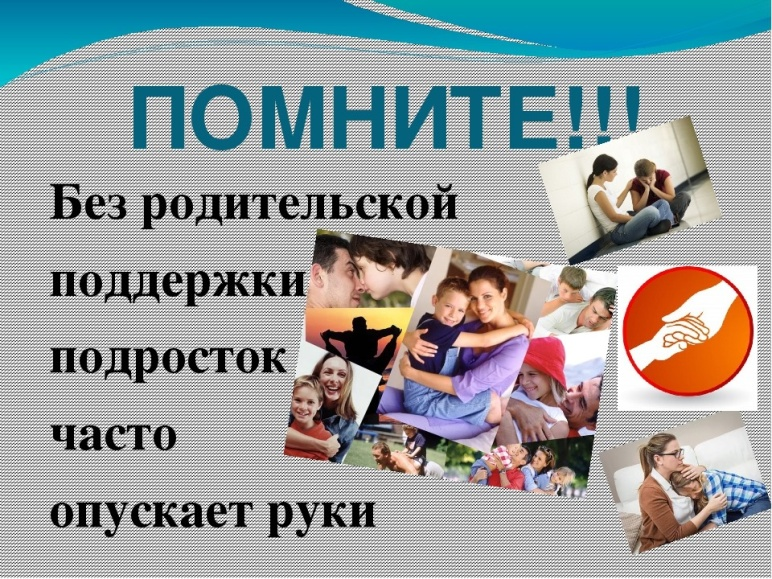 ПОМНИТЕ!!!
Без родительской
поддержки
подросток
часто
опускает руки